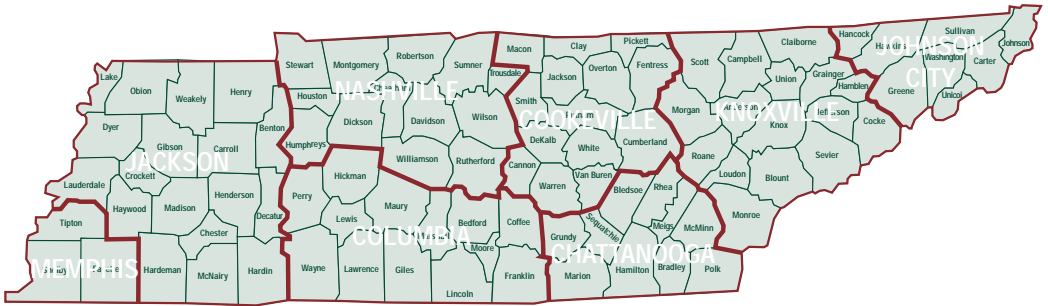 Lake
Obion
Weakely
Henry
Dyer
Gibson
Carroll
Benton
JACKSON
Crockett
Lauderdale
Haywood
Madison
Henderson
Decatur
Chester
Hardeman
McNairy
Hardin
Tipton
MEMPHIS
Stewart
Montgomery
Robertson
Sumner
Trousdale
NASHVILLE
Houston
Dickson
Davidson
Wilson
Humphreys
Williamson
Rutherford
Hickman
Perry
Lewis
Maury
Bedford
Coffee
COLUMBIA
Moore
Wayne
Lawrence
Giles
Lincoln
Franklin
Macon
Clay
Pickett
Jackson
Overton
Fentress
Smith
COOKEVILLE
DeKalb
White
Cumberland
Cannon
Warren
Van Buren
Bledsoe
Rhea
Sequatchie
Meigs
McMinn
Grundy
CHATTANOOGA
Marion
Hamilton
Bradley
Polk
Scott
Campbell
Claiborne
Union
Grainger
Hamblen
Morgan
KNOXVILLE
Knox
Jefferson
Cocke
Roane
Loudon
Blount
Sevier
Monroe
Hancock
Hawkins
Sullivan
Johnson
JOHNSON
CITY
Washington
Carter
Greene
Unicoi